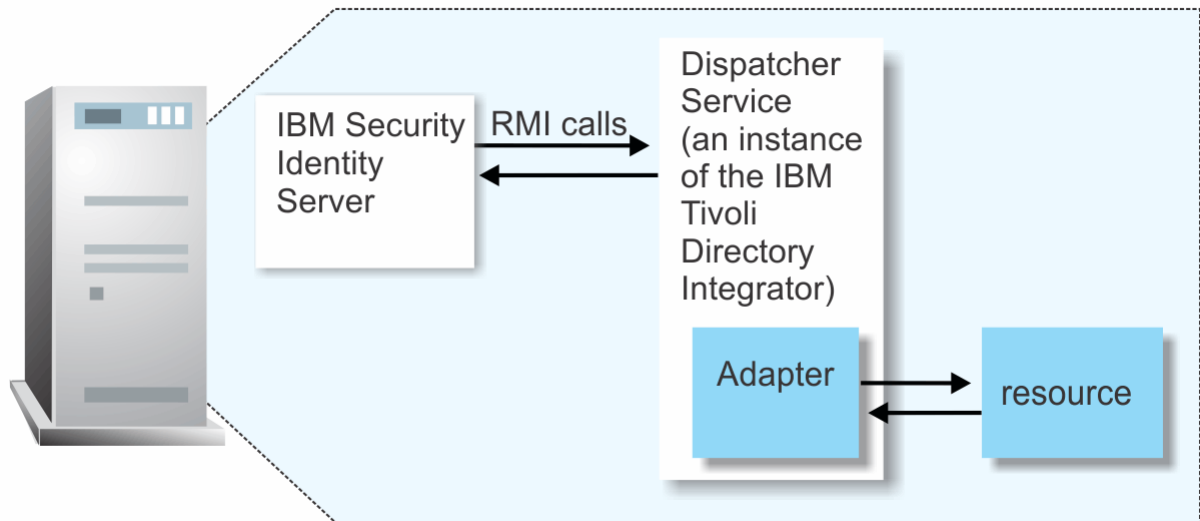 IBM Security
Identity
Server
RMI calls
Dispatcher
Service
(an instance
of the IBM
Tivoli
Directory
Integrator)
Adapter
resource